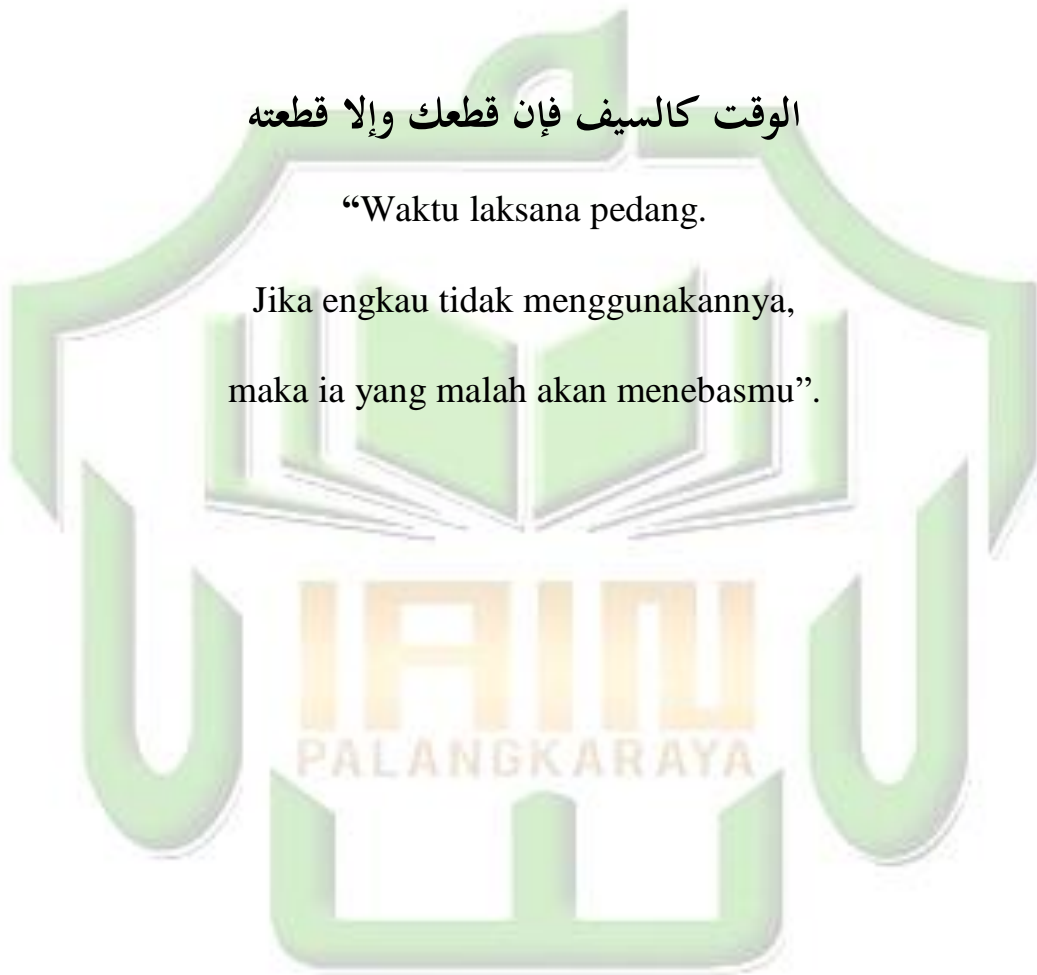 الوقت كالسيف فإن قطعك وإلا قطعته
“Waktu laksana pedang.
Jika engkau tidak menggunakannya,
maka ia yang malah akan menebasmu”.
IAIN
PALANGKARAYA